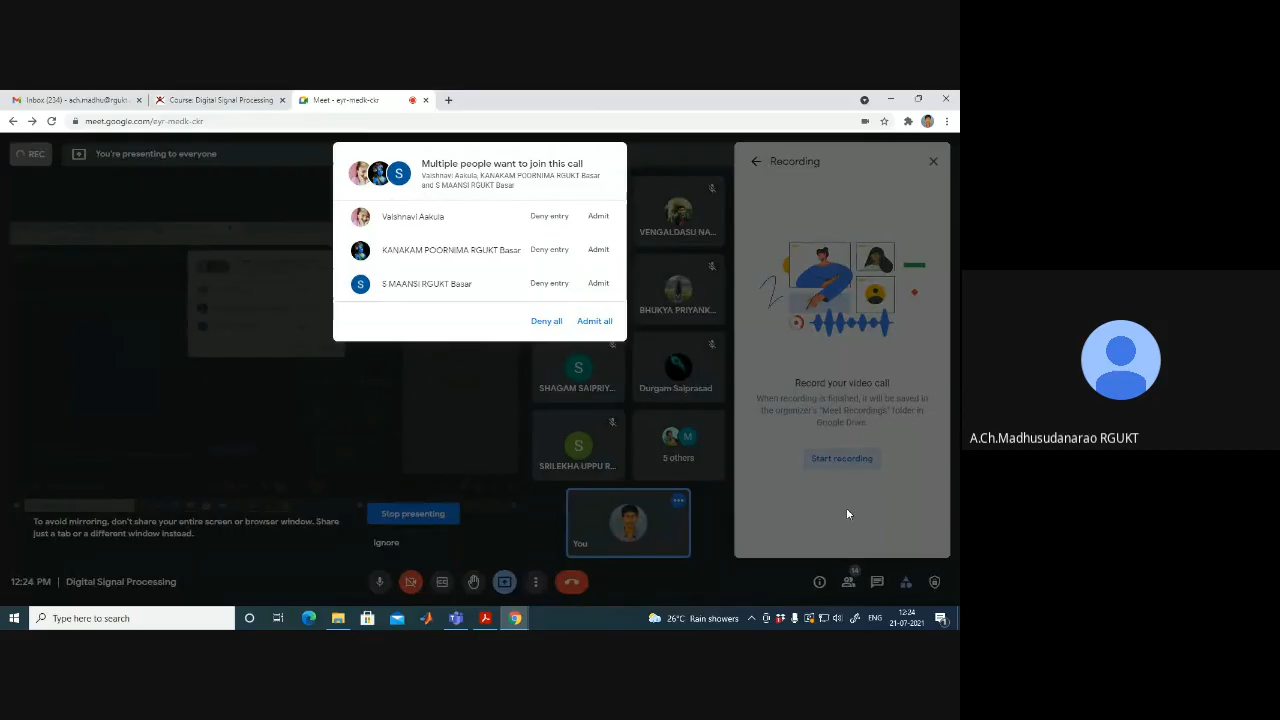 Inbox (234) - ach.madhu@rgukt
Course: Digital Signal Processing
Meet - eyr-medk-ckr
meet.google.com/eyr-medk-ckr
REC
You're presenting to everyone
Multiple people want to join this call
Vaishnavi Aakula, KANAKAM POORNIMA RGUKT Basar
and S MAANSI RGUKT Basar
Vaishnavi Aakula
Deny entry
Admit
KANAKAM POORNIMA RGUKT Basar
Deny entry
Admit
S
S MAANSI RGUKT Basar
Deny entry
Admit
Deny all
Admit all
VENGALDASU NA...
BHUKYA PRIYANK...
S
SHAGAM SAIPRIY...
Durgam Saiprasad
S
SRILEKHA UPPU R...
M
5 others
You
Recording
Record your video call
When recording is finished, it will be saved in
the organizer's "Meet Recordings" folder in
Google Drive.
Start recording
To avoid mirroring, don't share your entire screen or browser window. Share
just a tab or a different window instead.
Stop presenting
Ignore
12:24 PM | Digital Signal Processing
14
Type here to search
26°C Rain showers
ENG
12:24
21-07-2021
A.Ch.Madhusudanarao RGUKT